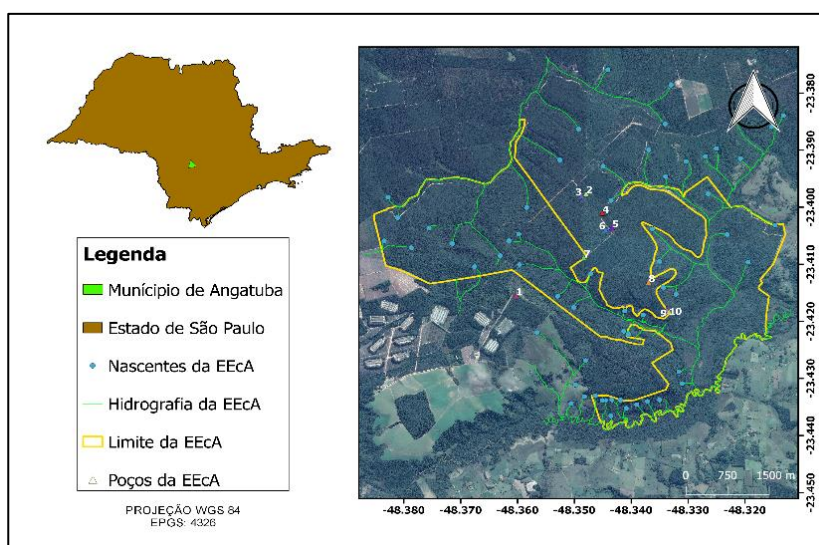 Legenda
Munícipio de Angatuba
Estado de São Paulo
Nascentes da EEcA
Hidrografia da EEcA
Limite da EEcA
Poços da EEcA
PROJEÇÃO WGS 84
EPGS: 4326
3 2
4
6 5
7
8
1
9 10
0 750 1500 m
-23.380
-23.390
-23.400
-23.410
-23.420
-23.430
-23.440
-23.450
-48.380 -48.370 -48.360 -48.350 -48.340 -48.330 -48.320